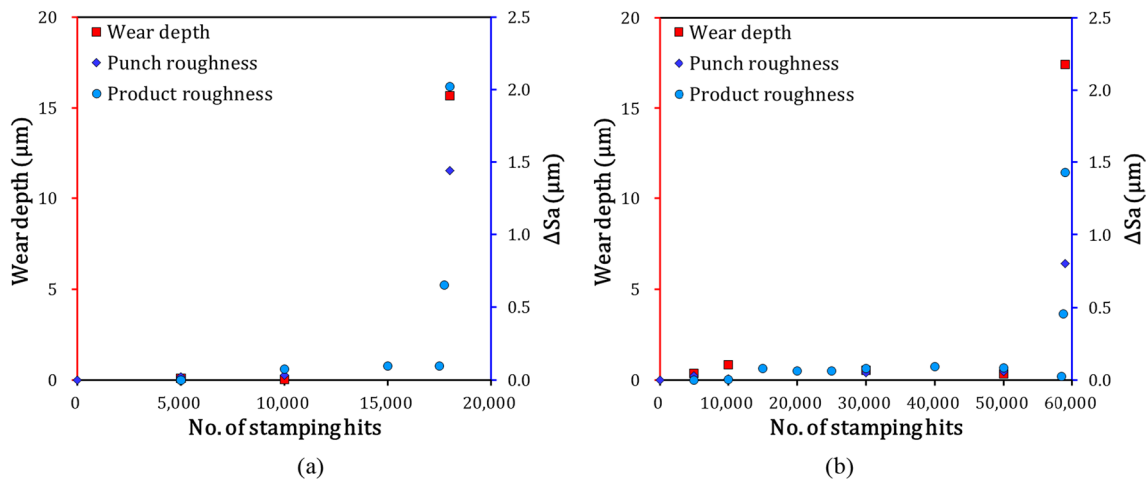 20
15
10
5
0
Wear depth (μm)
Wear depth
Punch roughness
Product roughness
2.5
2.0
1.5
1.0
0.5
0.0
ΔSa (μm)
0
5,000
10,000
15,000
20,000
No. of stamping hits
(a)
20
15
10
5
0
Wear depth (μm)
Wear depth
Punch roughness
Product roughness
2.5
2.0
1.5
1.0
0.5
0.0
ΔSa (μm)
0
10,000
20,000
30,000
40,000
50,000
60,000
No. of stamping hits
(b)